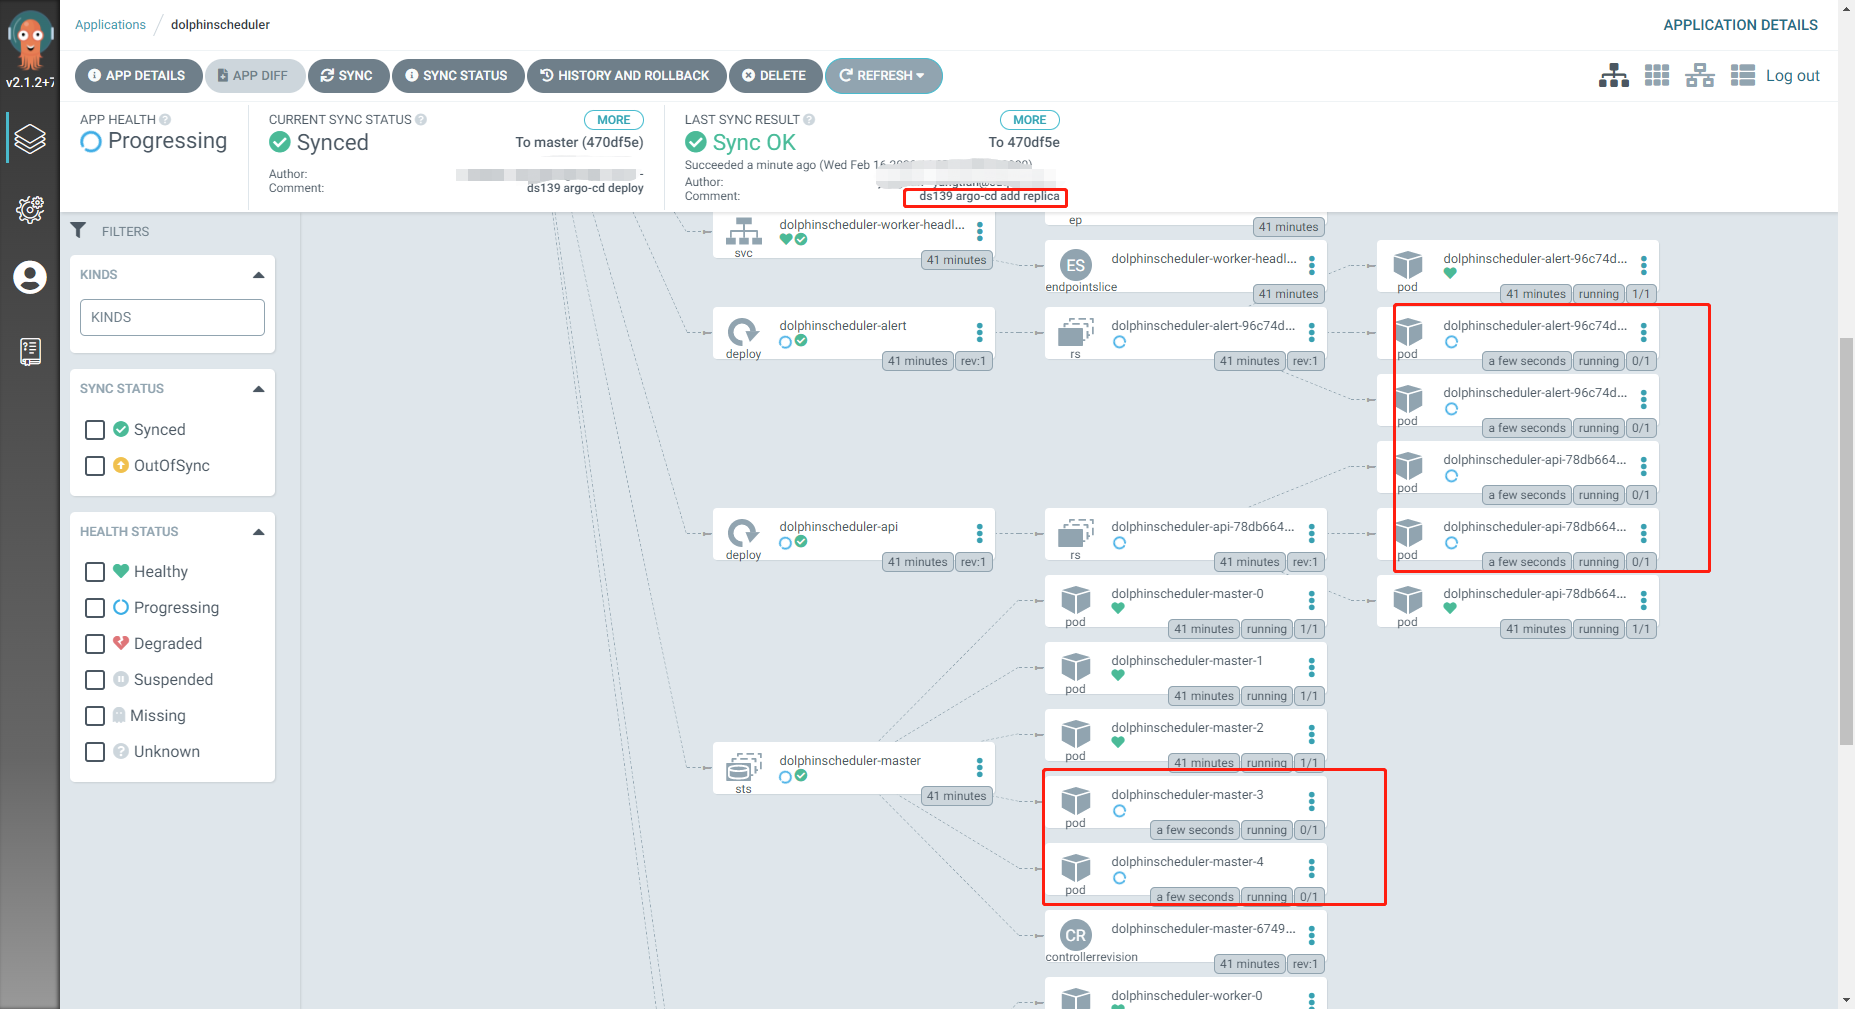 Applications
dolphinscheduler
APPLICATION DETAILS
v2.1.2+7
APP DETAILS
APP DIFF
SYNC
SYNC STATUS
HISTORY AND ROLLBACK
DELETE
REFRESH
Log out
APP HEALTH
Progressing
CURRENT SYNC STATUS
MORE
Synced
To master (470df5e)
Author:
Comment:
ds139 argo-cd deploy
LAST SYNC RESULT
MORE
Sync OK
To 470df5e
Succeeded a minute ago (Wed Feb 16
Author:
Comment:
ds139 argo-cd add replica
FILTERS
KINDS
KINDS
SYNC STATUS
Synced
OutOfSync
HEALTH STATUS
Healthy
Progressing
Degraded
Suspended
Missing
Unknown
dolphinscheduler-worker-headl...
svc
41 minutes
ep
41 minutes
ES
dolphinscheduler-worker-headl...
endpointslice
41 minutes
dolphinscheduler-alert-96c74d...
pod
41 minutes running 1/1
dolphinscheduler-alert
deploy
41 minutes rev:1
dolphinscheduler-alert-96c74d...
rs
41 minutes rev:1
dolphinscheduler-alert-96c74d...
pod
a few seconds running 0/1
dolphinscheduler-alert-96c74d...
pod
a few seconds running 0/1
dolphinscheduler-api-78db664...
pod
a few seconds running 0/1
dolphinscheduler-api
deploy
41 minutes rev:1
dolphinscheduler-api-78db664...
rs
41 minutes rev:1
dolphinscheduler-api-78db664...
pod
a few seconds running 0/1
dolphinscheduler-master-0
pod
41 minutes running 1/1
dolphinscheduler-api-78db664...
pod
41 minutes running 1/1
dolphinscheduler-master-1
pod
41 minutes running 1/1
dolphinscheduler-master-2
pod
41 minutes running 1/1
dolphinscheduler-master
sts
41 minutes
dolphinscheduler-master-3
pod
a few seconds running 0/1
dolphinscheduler-master-4
pod
a few seconds running 0/1
CR
dolphinscheduler-master-6749...
controllerrevision
41 minutes rev:1
dolphinscheduler-worker-0